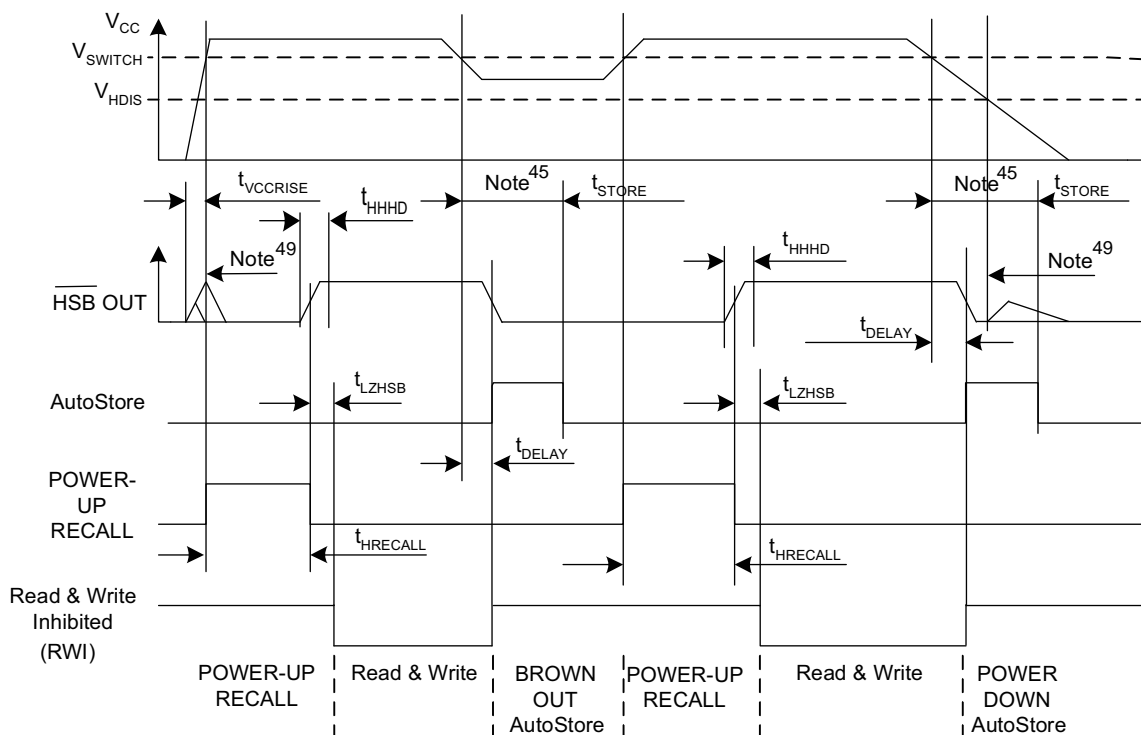 VCC
VSWITCH
VHDIS
tVCCRISE
Note45
tSTORE
Note45
tSTORE
tHHHD
Note49
tHHHD
Note49
HSB OUT
tDELAY
tLZHSB
tLZHSB
AutoStore
tDELAY
POWER-
UP
RECALL
tHRECALL
tHRECALL
Read & Write
Inhibited
(RWI)
POWER-UP
RECALL
Read & Write
BROWN
OUT
AutoStore
POWER-UP
RECALL
Read & Write
POWER
DOWN
AutoStore